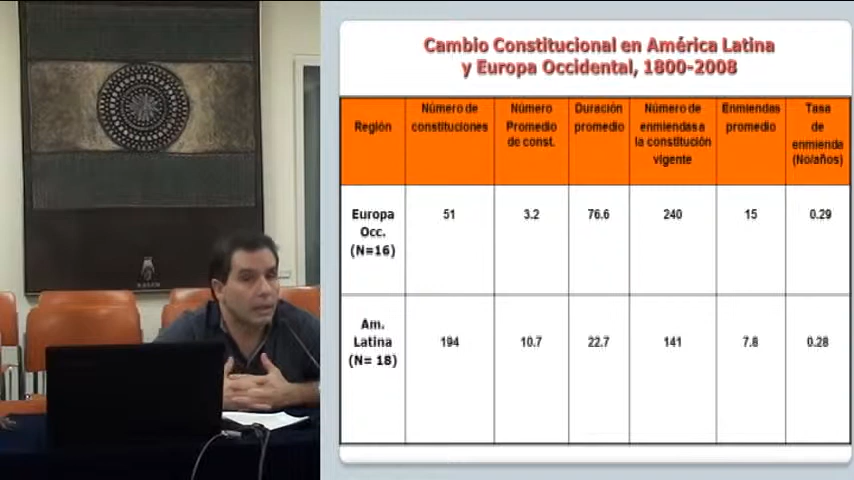 Cambio Constitucional en América Latina
y Europa Occidental, 1800-2008
Región
Número de
constituciones
Número
Promedio
de const.
Duración
promedio
Número de
enmiendas a
la constitución
vigente
Enmiendas
promedio
Tasa
de
enmienda
(No/años)
Europa
Occ.
(N=16)
51
3.2
76.6
240
15
0.29
Am.
Latina
(N= 18)
194
10.7
22.7
141
7.8
0.28